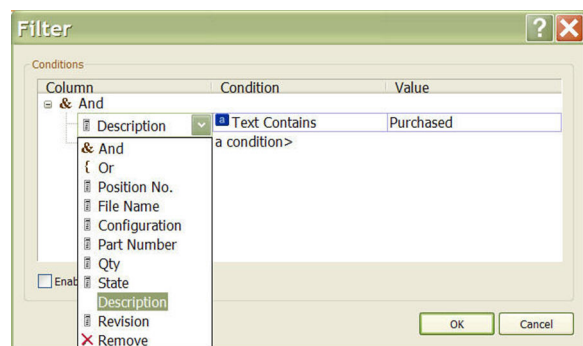 Filter
Conditions
Column Condition Value
& And
Description a Text Contains Purchased
& And a condition>
{ Or
Position No.
File Name
Configuration
Part Number
Qty
Enab State
Description
Revision
Remove
OK Cancel